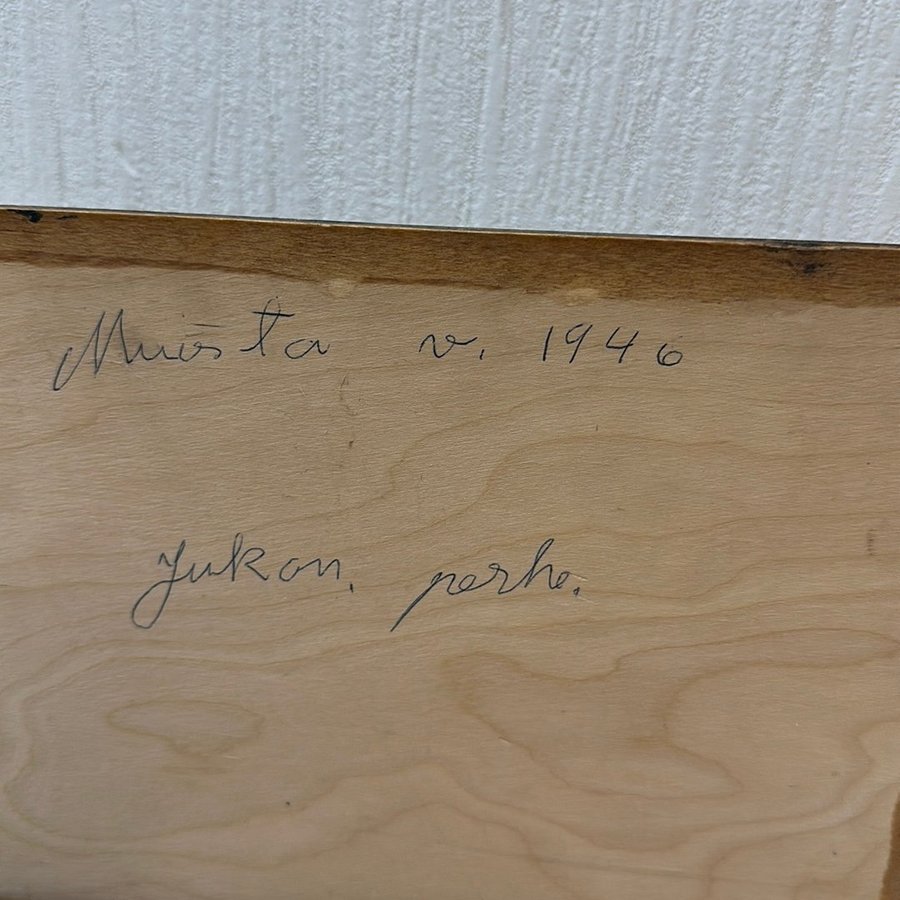 Muista v. 1946
Jukon. perhe.